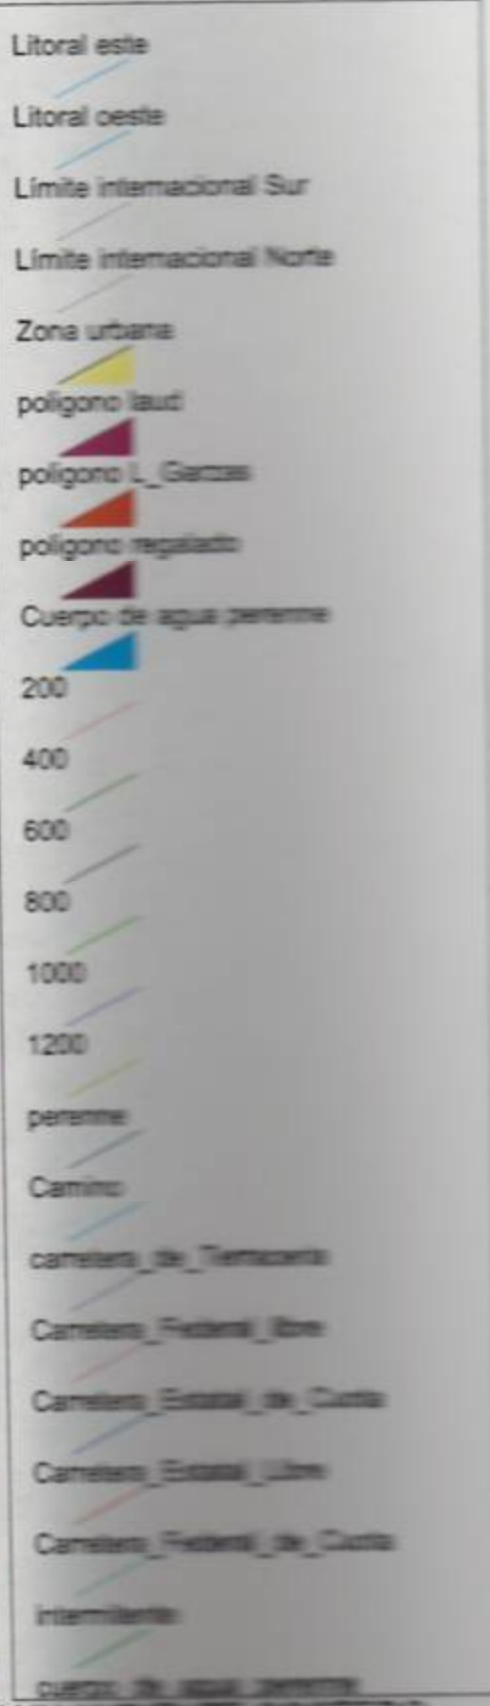 Litoral este
Litoral oeste
Límite internacional Sur
Límite internacional Norte
Zona urbana
poligono laud
poligono L_Garzas
poligono regalado
Cuerpo de agua perenne
200
400
600
800
1000
1200
perenne
Camino
carretera_de_Terraceria
Carretera_Federal_libre
Carretera_Estatal_de_Cuota
Carretera_Estatal_Libre
Carretera_Federal_de_Cuota
Intermitente
cuerpo_de_agua_perenne